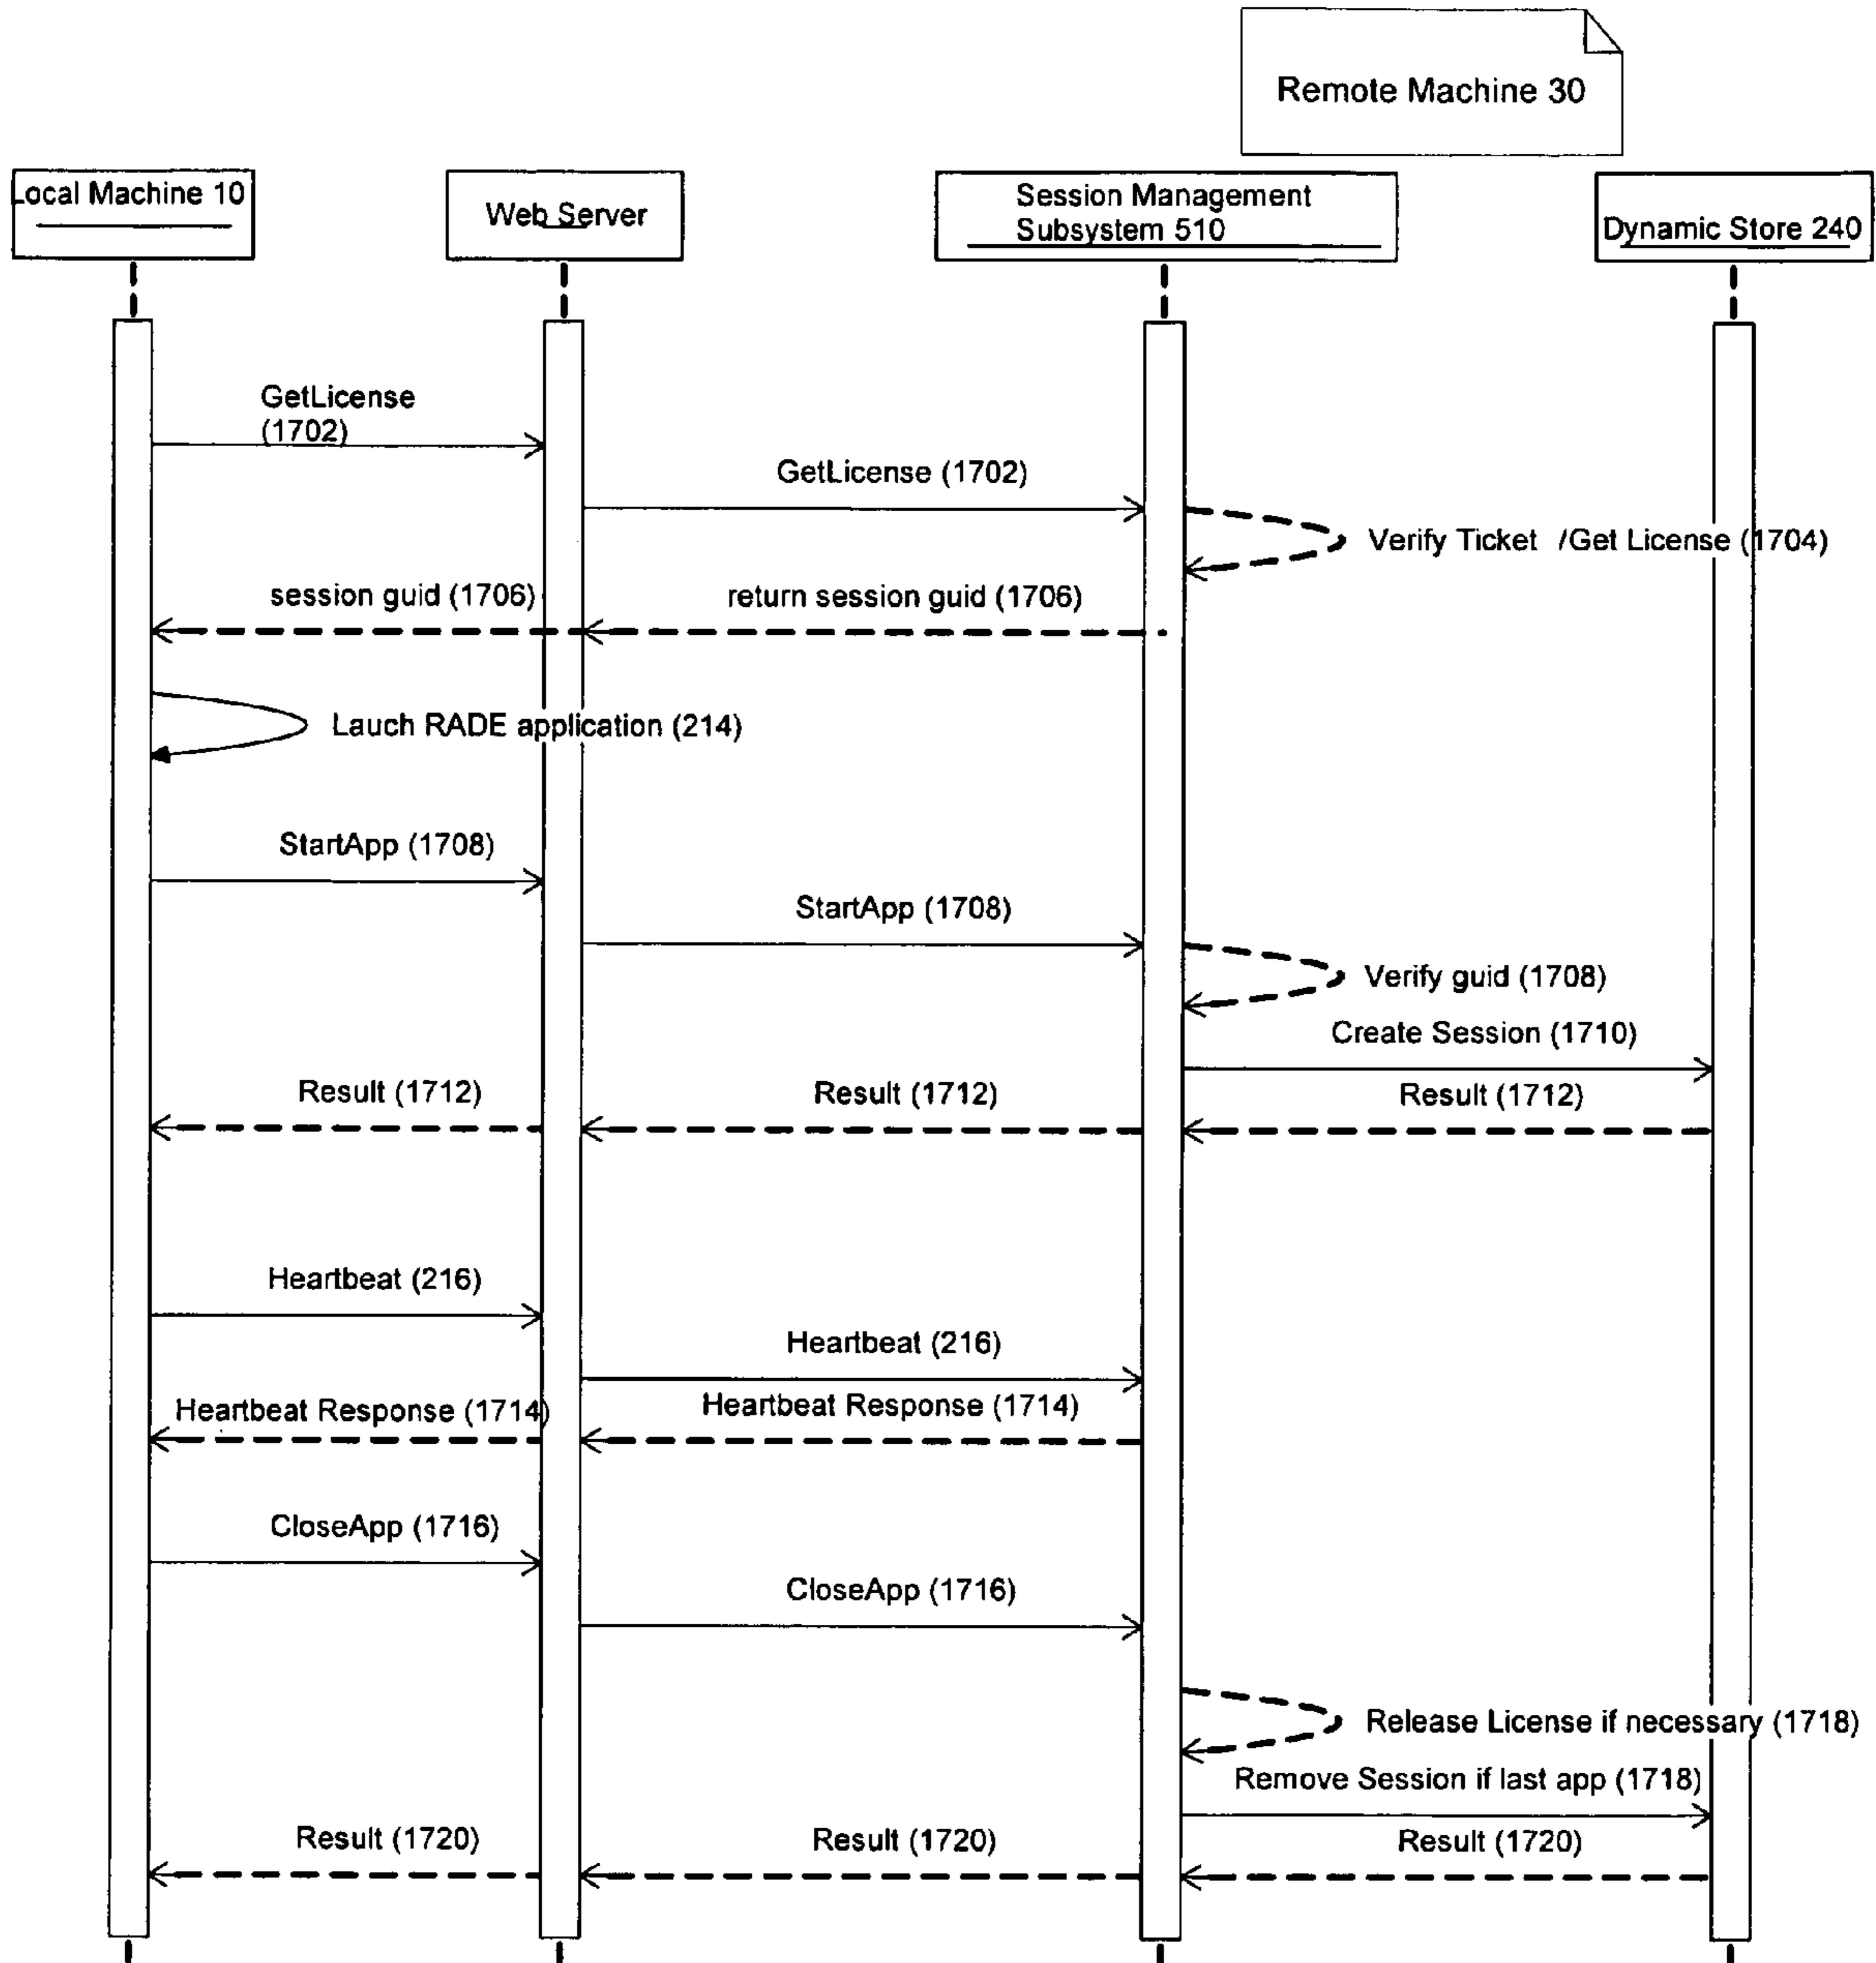 Remote Machine 30
Local Machine 10
Web Server
Session Management
Subsystem 510
Dynamic Store 240
GetLicense
(1702)
GetLicense (1702)
Verify Ticket /Get License (1704)
session guid (1706)
return session guid (1706)
Lauch RADE application (214)
StartApp (1708)
StartApp (1708)
Verify guid (1708)
Create Session (1710)
Result (1712)
Result (1712)
Result (1712)
Heartbeat (216)
Heartbeat (216)
Heartbeat Response (1714)
Heartbeat Response (1714)
CloseApp (1716)
CloseApp (1716)
Release License if necessary (1718)
Remove Session if last app (1718)
Result (1720)
Result (1720)
Result (1720)